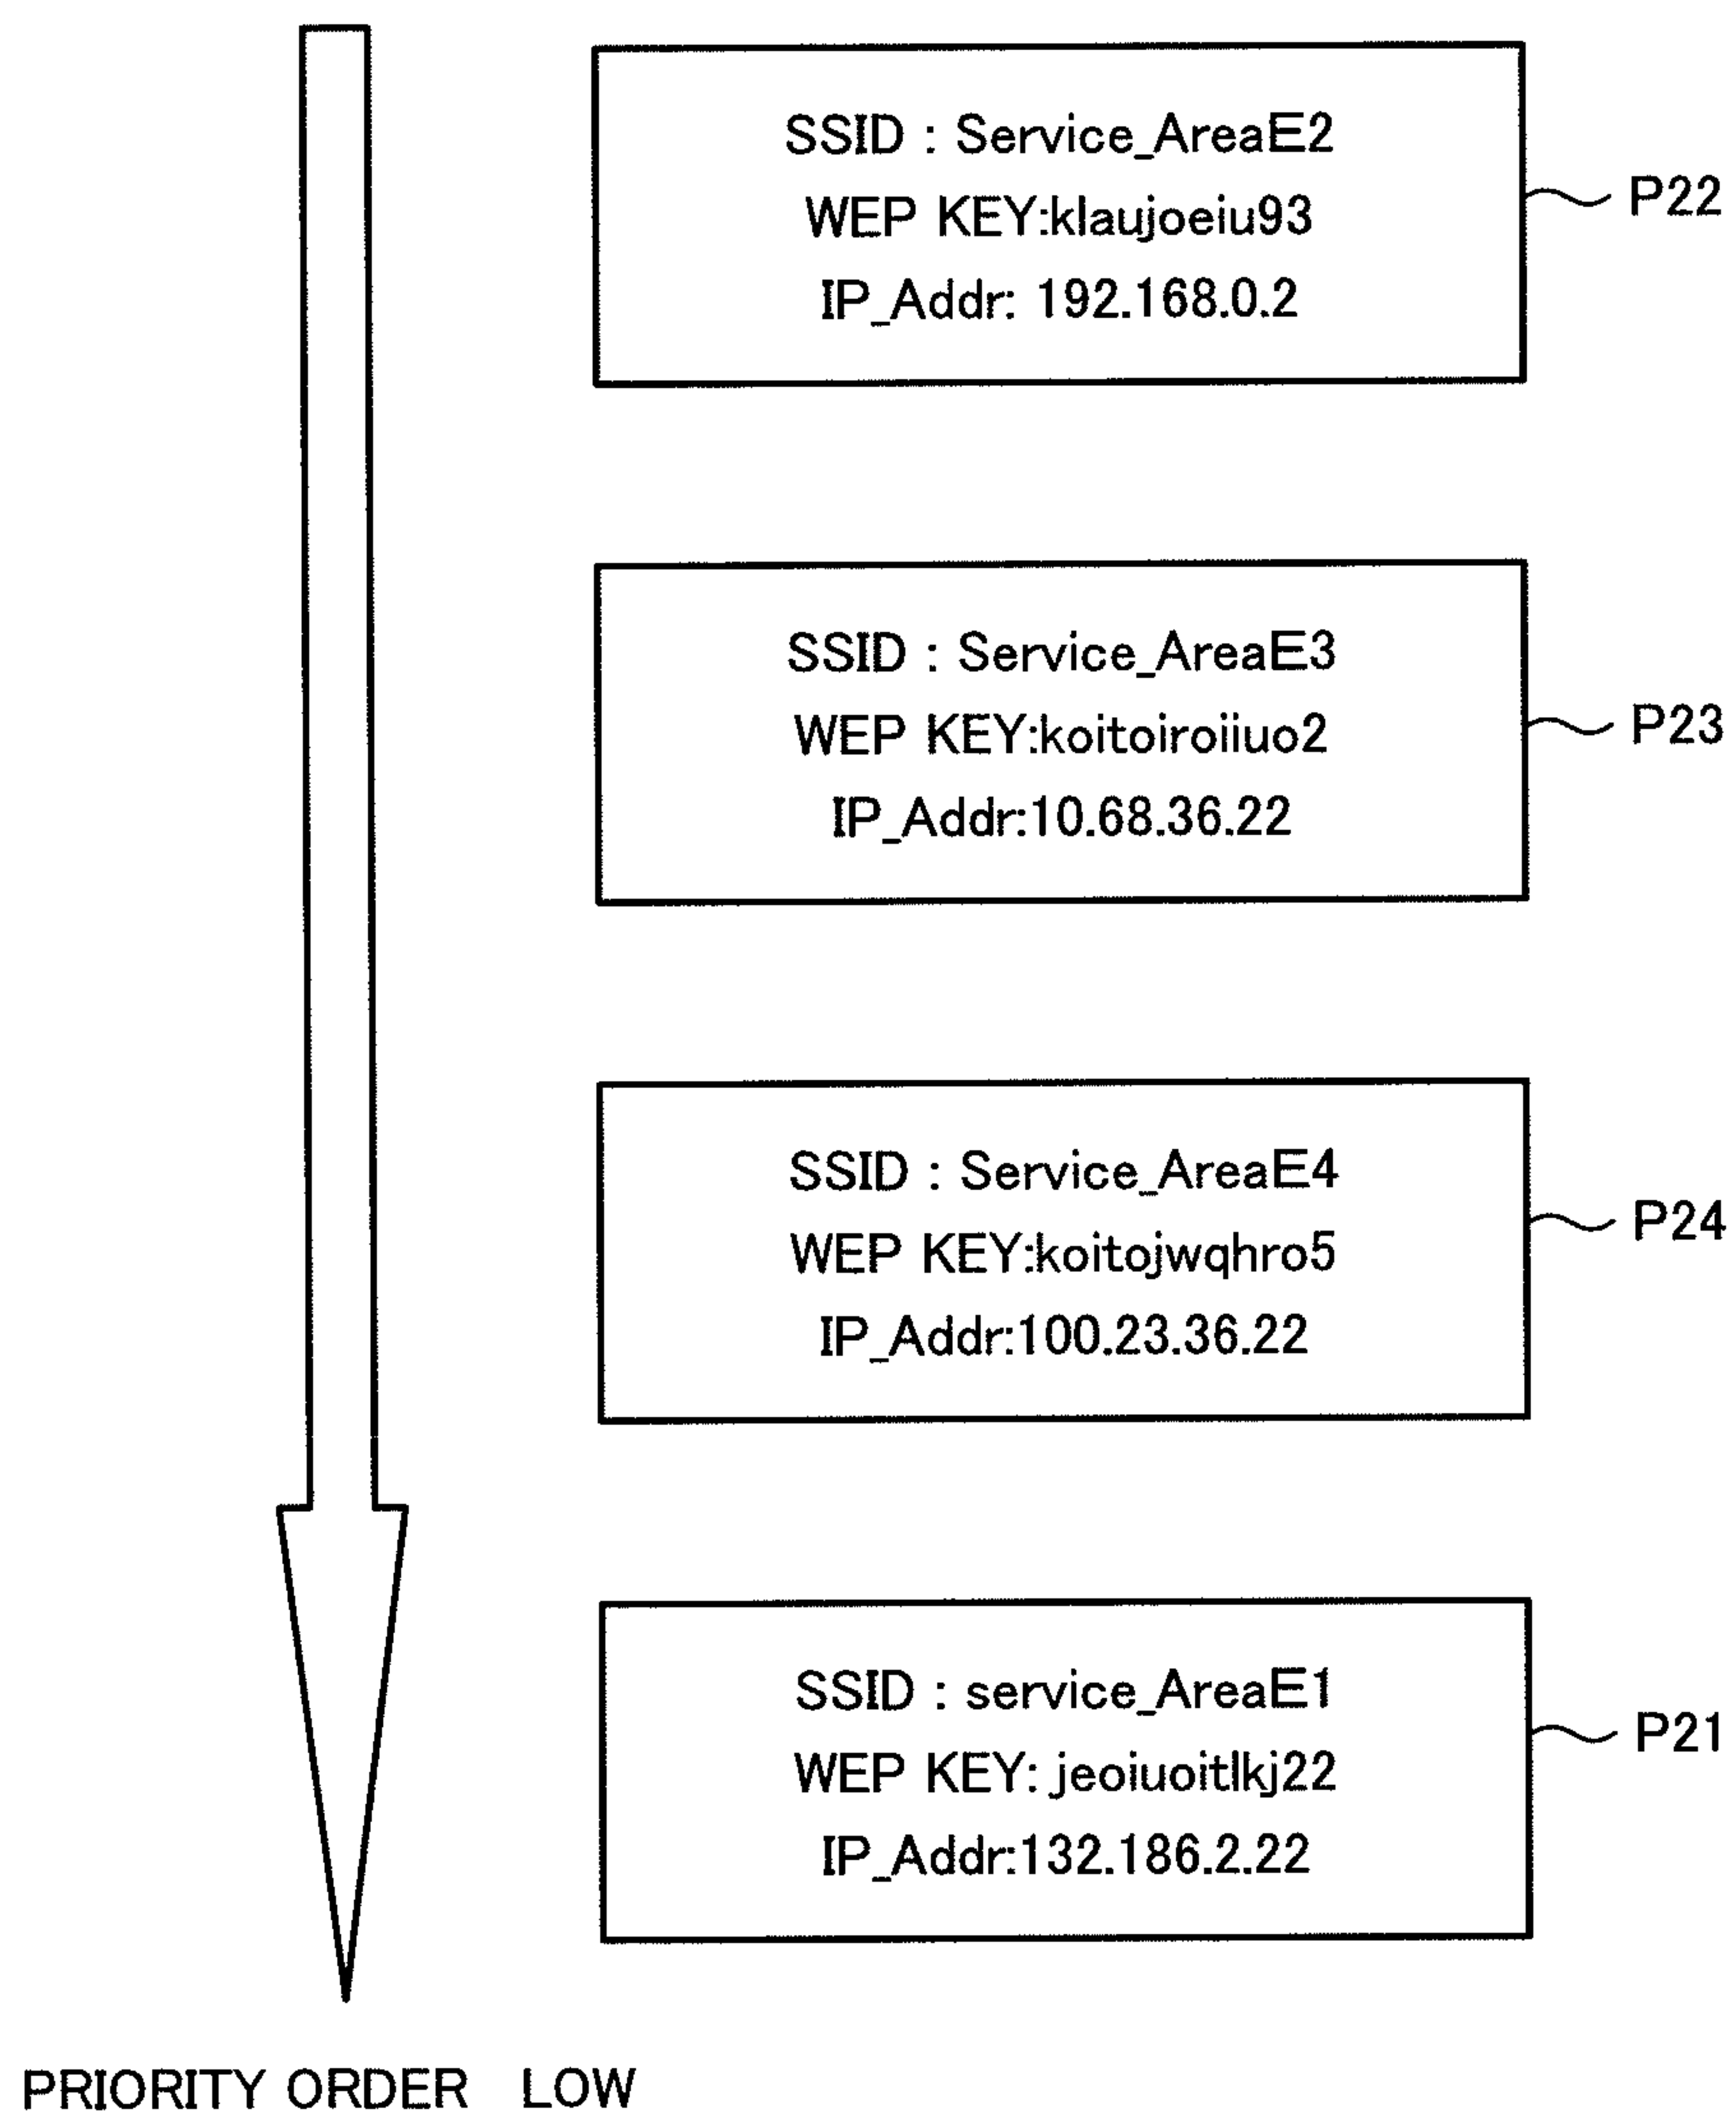 SSID : Service_AreaE2
WEP KEY:klaujoeiu93
IP_Addr: 192.168.0.2
P22
SSID : Service_AreaE3
WEP KEY:koitoiroiiuo2
IP_Addr:10.68.36.22
P23
SSID : Service_AreaE4
WEP KEY:koitojwqhro5
IP_Addr:100.23.36.22
P24
SSID : service_AreaE1
WEP KEY: jeoiuoitlkj22
IP_Addr:132.186.2.22
P21
PRIORITY ORDER LOW